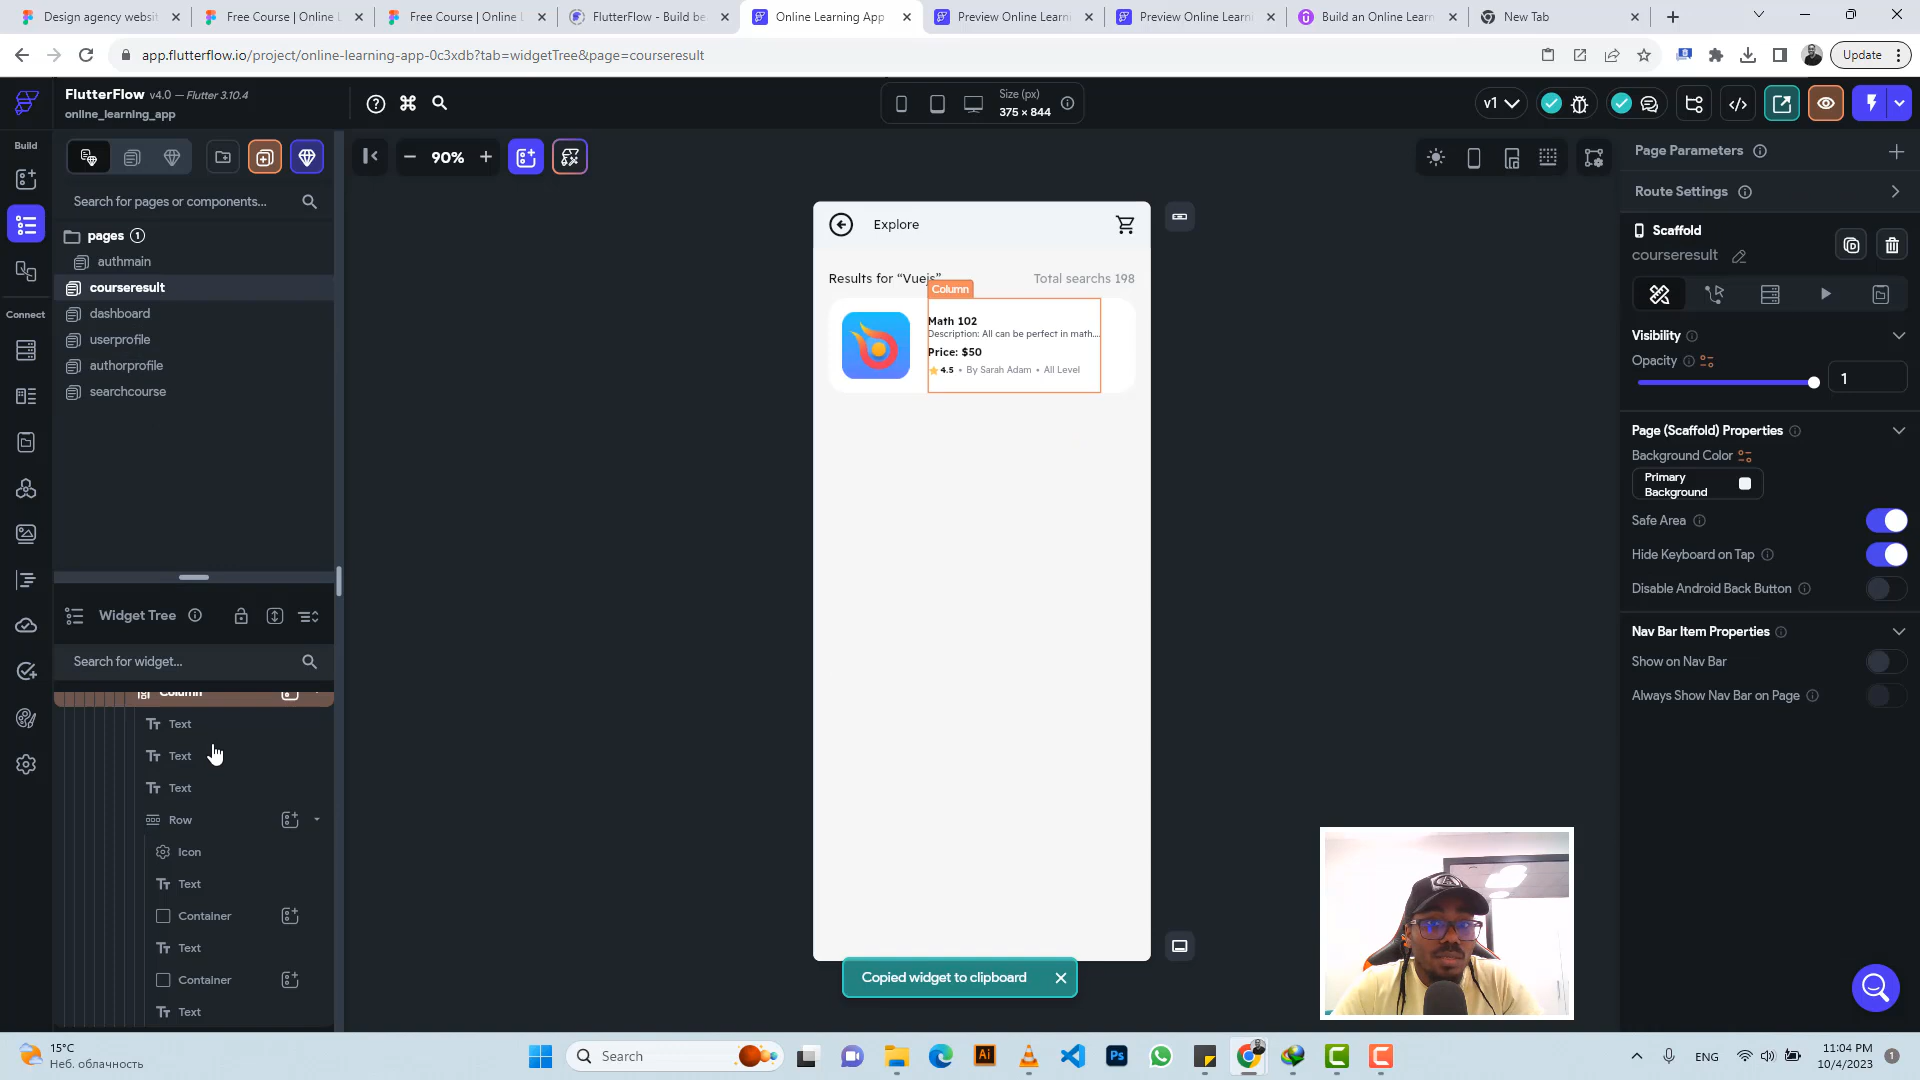 Design agency websi
Free Course | Online L
Free Course | Online L
FlutterFlow - Build be
Online Learning App
Preview Online Learni
Preview Online Learni
Build an Online Learn
New Tab
app.flutterflow.io/project/online-learning-app-0c3xdb?tab=widgetTree&page=courseresult
Update
FlutterFlow v4.0 — Flutter 3.10.4
online_learning_app
Size (px)
375 × 844
v1
Build
90%
Page Parameters
Search for pages or components...
Route Settings
pages 1
Explore
Scaffold
authmain
courseresult
Results for “Vuejs”
Total searchs 198
courseresult
Column
Connect
dashboard
Math 102
Description: All can be perfect in math....
Visibility
userprofile
Price: $50
Opacity
authorprofile
4.5 • By Sarah Adam • All Level
1
searchcourse
Page (Scaffold) Properties
Background Color
Primary
Background
Safe Area
Hide Keyboard on Tap
Disable Android Back Button
Widget Tree
Nav Bar Item Properties
Search for widget...
Show on Nav Bar
Column
Always Show Nav Bar on Page
Text
Text
Text
Row
Icon
Text
Container
Text
Container
Copied widget to clipboard
Text
15°C
Неб. облачность
Search
Ai
Ps
ENG
11:04 PM
10/4/2023
1